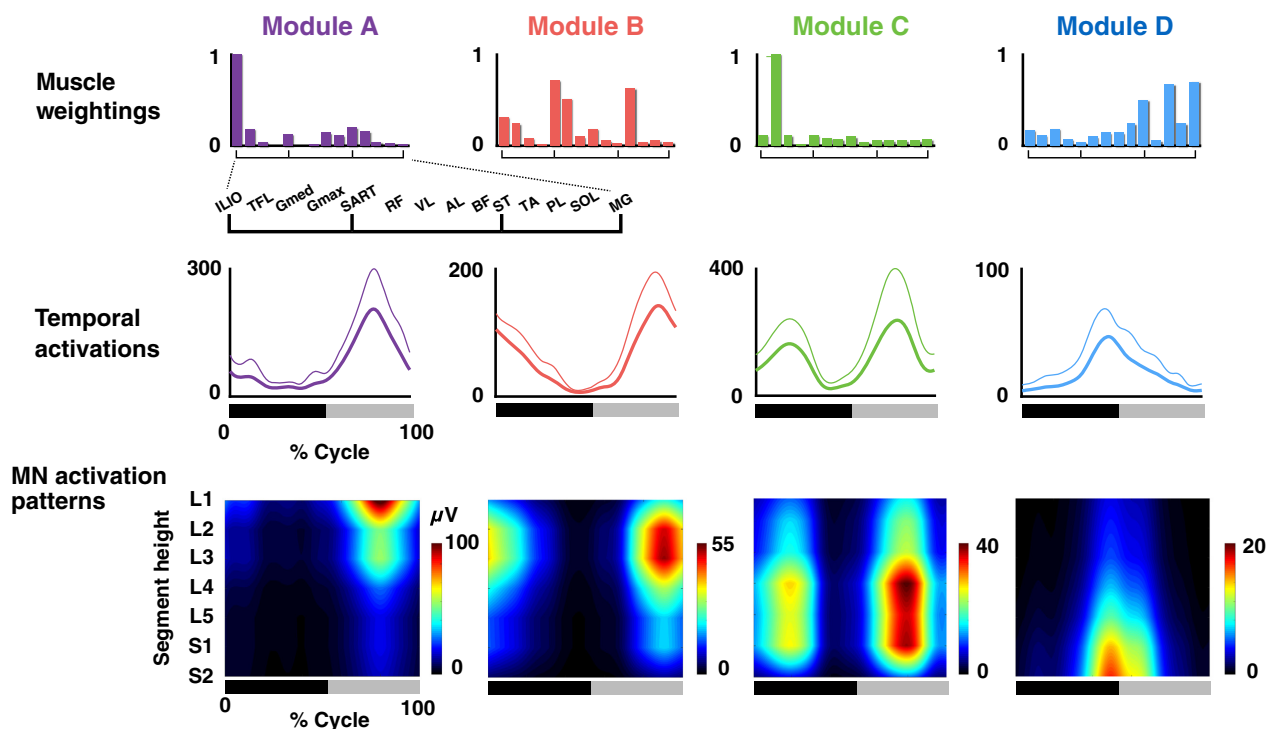 Module A Module B Module C Module D
Muscle
weightings
1 1 1 1
0 0 0 0
ILIO TFL Gmed Gmax SART RF VL AL BF ST TA PL SOL MG
Temporal
activations
300 200 400 100
0 0 0 0
0 100
% Cycle
MN activation
patterns
Segment height
L1
L2
L3
L4
L5
S1
S2
µV
100 55 40 20
0 0 0 0
0 100
% Cycle